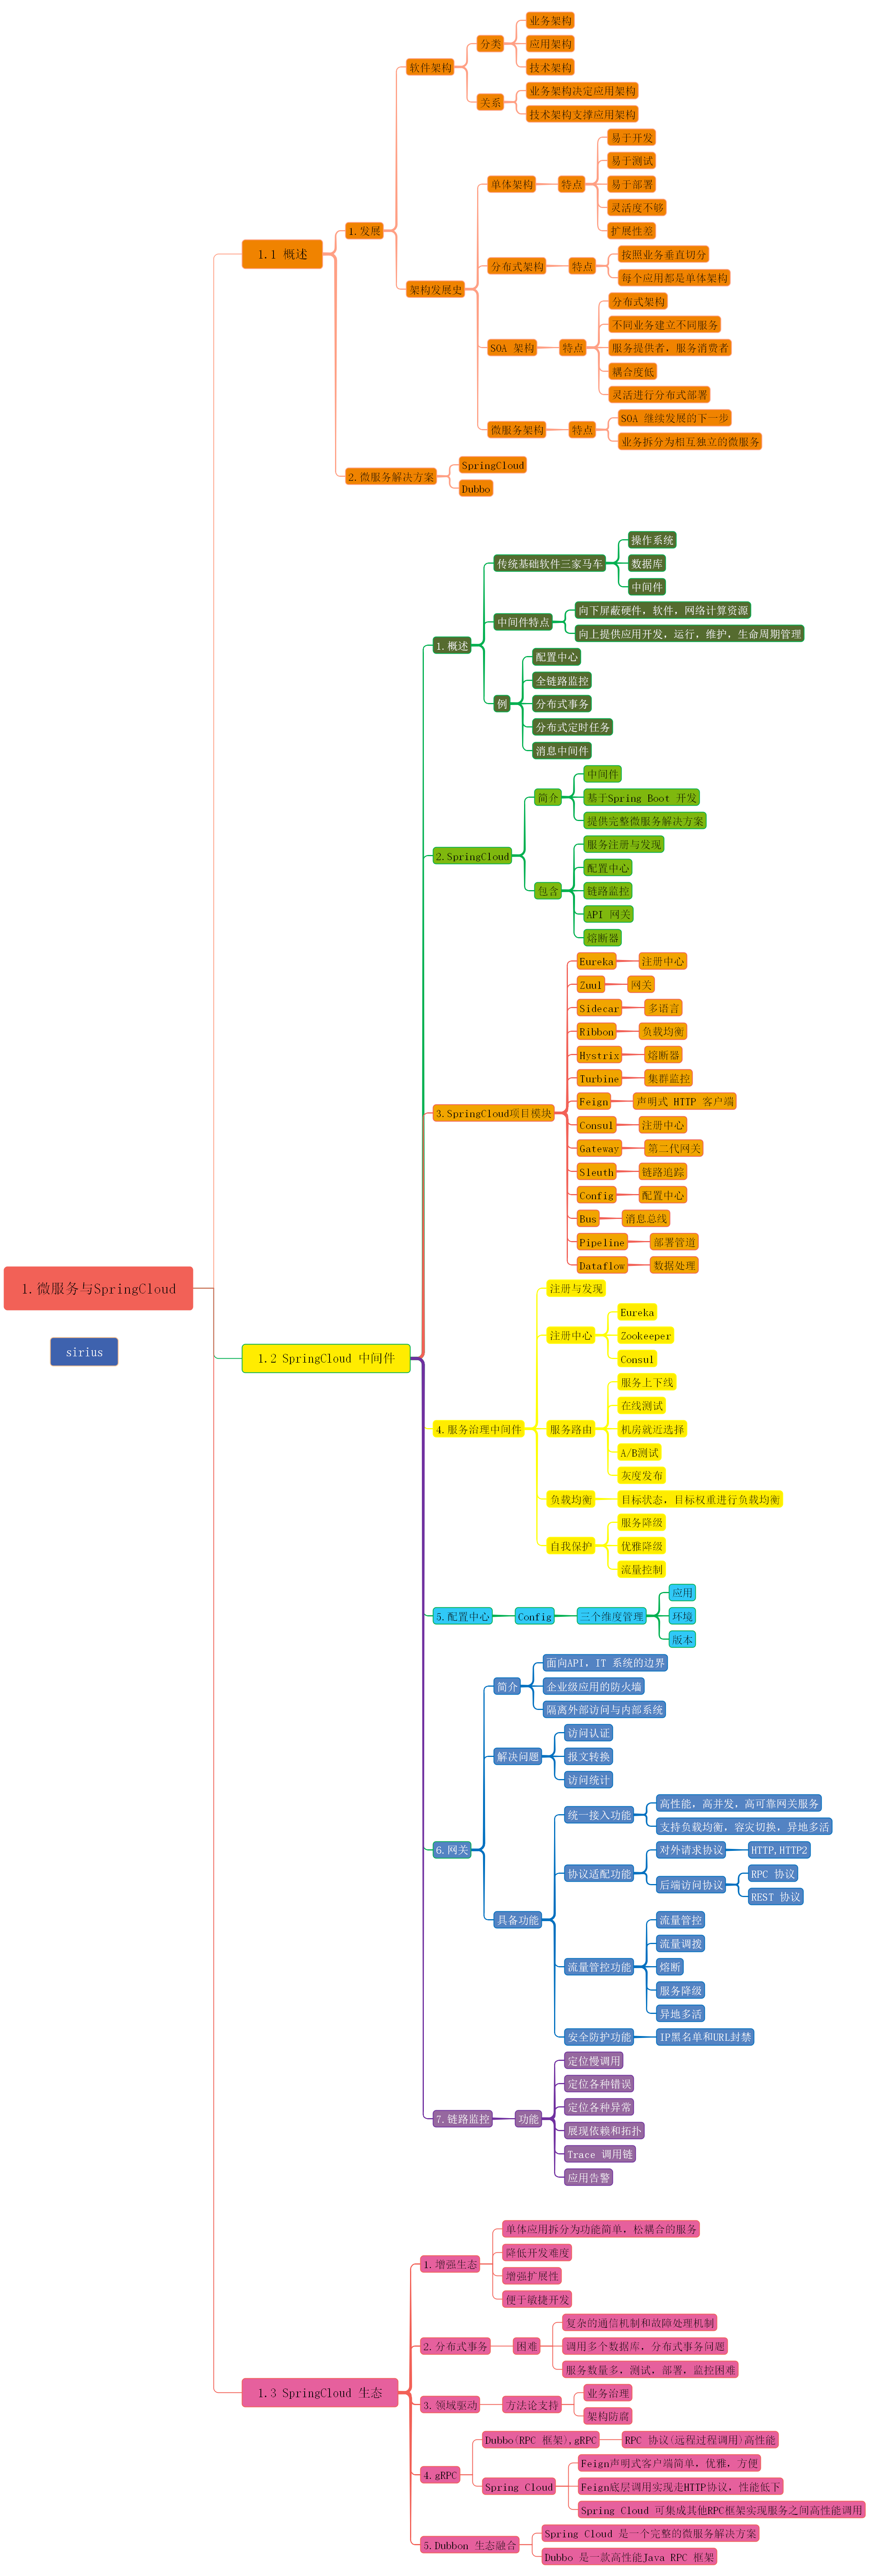 1.微服务与SpringCloud
sirius
1.1 概述
1.发展
软件架构
分类
业务架构
应用架构
技术架构
关系
业务架构决定应用架构
技术架构支撑应用架构
架构发展史
单体架构
特点
易于开发
易于测试
易于部署
灵活度不够
扩展性差
分布式架构
特点
按照业务垂直切分
每个应用都是单体架构
SOA 架构
特点
分布式架构
不同业务建立不同服务
服务提供者，服务消费者
耦合度低
灵活进行分布式部署
微服务架构
特点
SOA 继续发展的下一步
业务拆分为相互独立的微服务
2.微服务解决方案
SpringCloud
Dubbo
1.2 SpringCloud 中间件
1.概述
传统基础软件三家马车
操作系统
数据库
中间件
中间件特点
向下屏蔽硬件，软件，网络计算资源
向上提供应用开发，运行，维护，生命周期管理
例
配置中心
全链路监控
分布式事务
分布式定时任务
消息中间件
2.SpringCloud
简介
中间件
基于Spring Boot 开发
提供完整微服务解决方案
包含
服务注册与发现
配置中心
链路监控
API 网关
熔断器
3.SpringCloud项目模块
Eureka
注册中心
Zuul
网关
Sidecar
多语言
Ribbon
负载均衡
Hystrix
熔断器
Turbine
集群监控
Feign
声明式 HTTP 客户端
Consul
注册中心
Gateway
第二代网关
Sleuth
链路追踪
Config
配置中心
Bus
消息总线
Pipeline
部署管道
Dataflow
数据处理
4.服务治理中间件
注册与发现
注册中心
Eureka
Zookeeper
Consul
服务路由
服务上下线
在线测试
机房就近选择
A/B测试
灰度发布
负载均衡
目标状态，目标权重进行负载均衡
自我保护
服务降级
优雅降级
流量控制
5.配置中心
Config
三个维度管理
应用
环境
版本
6.网关
简介
面向API，IT 系统的边界
企业级应用的防火墙
隔离外部访问与内部系统
解决问题
访问认证
报文转换
访问统计
具备功能
统一接入功能
高性能，高并发，高可靠网关服务
支持负载均衡，容灾切换，异地多活
协议适配功能
对外请求协议
HTTP,HTTP2
后端访问协议
RPC 协议
REST 协议
流量管控功能
流量管控
流量调拨
熔断
服务降级
异地多活
安全防护功能
IP黑名单和URL封禁
7.链路监控
功能
定位慢调用
定位各种错误
定位各种异常
展现依赖和拓扑
Trace 调用链
应用告警
1.3 SpringCloud 生态
1.增强生态
单体应用拆分为功能简单，松耦合的服务
降低开发难度
增强扩展性
便于敏捷开发
2.分布式事务
困难
复杂的通信机制和故障处理机制
调用多个数据库，分布式事务问题
服务数量多，测试，部署，监控困难
3.领域驱动
方法论支持
业务治理
架构防腐
4.gRPC
Dubbo(RPC 框架),gRPC
RPC 协议(远程过程调用)高性能
Spring Cloud
Feign声明式客户端简单，优雅，方便
Feign底层调用实现走HTTP协议，性能低下
Spring Cloud 可集成其他RPC框架实现服务之间高性能调用
5.Dubbon 生态融合
Spring Cloud 是一个完整的微服务解决方案
Dubbo 是一款高性能Java RPC 框架